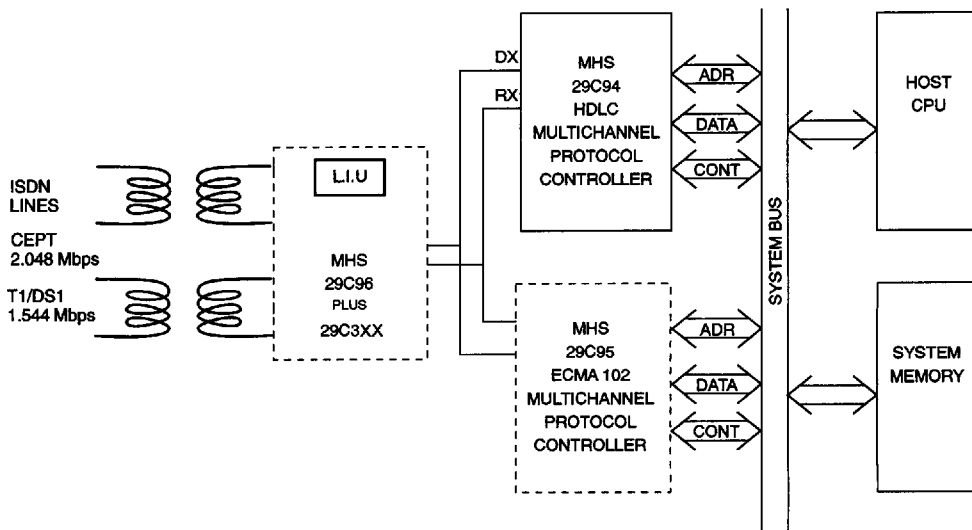 ISDN
LINES
CEPT
2.048 Mbps
T1/DS1
1.544 Mbps
L.I.U
MHS
29C96
PLUS
29C3XX
DX
RX
MHS
29C94
HDLC
MULTICHANNEL
PROTOCOL
CONTROLLER
ADR
DATA
CONT
MHS
29C95
ECMA 102
MULTICHANNEL
PROTOCOL
CONTROLLER
ADR
DATA
CONT
SYSTEM BUS
HOST
CPU
SYSTEM
MEMORY